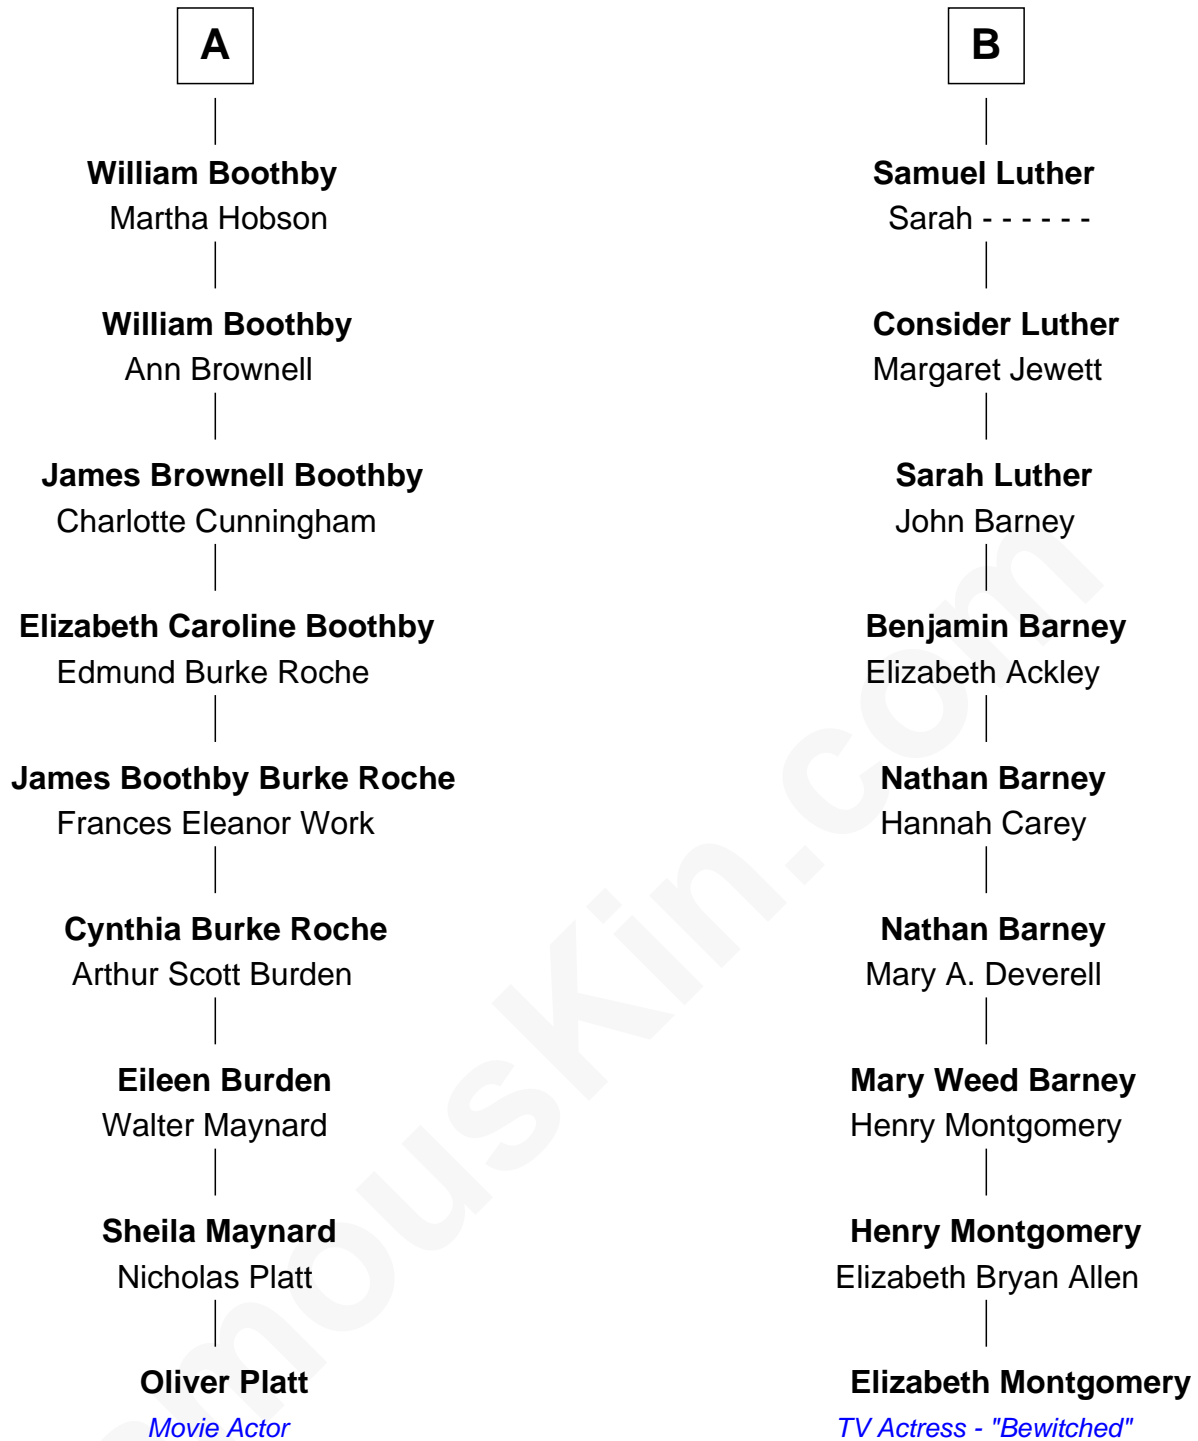 A
William Boothby
Martha Hobson
William Boothby
Ann Brownell
James Brownell Boothby
Charlotte Cunningham
Elizabeth Caroline Boothby
Edmund Burke Roche
James Boothby Burke Roche
Frances Eleanor Work
Cynthia Burke Roche
Arthur Scott Burden
Eileen Burden
Walter Maynard
Sheila Maynard
Nicholas Platt
Oliver Platt
Movie Actor
B
Samuel Luther
Sarah - - - - - -
Consider Luther
Margaret Jewett
Sarah Luther
John Barney
Benjamin Barney
Elizabeth Ackley
Nathan Barney
Hannah Carey
Nathan Barney
Mary A. Deverell
Mary Weed Barney
Henry Montgomery
Henry Montgomery
Elizabeth Bryan Allen
Elizabeth Montgomery
TV Actress - "Bewitched"
mousKin.com